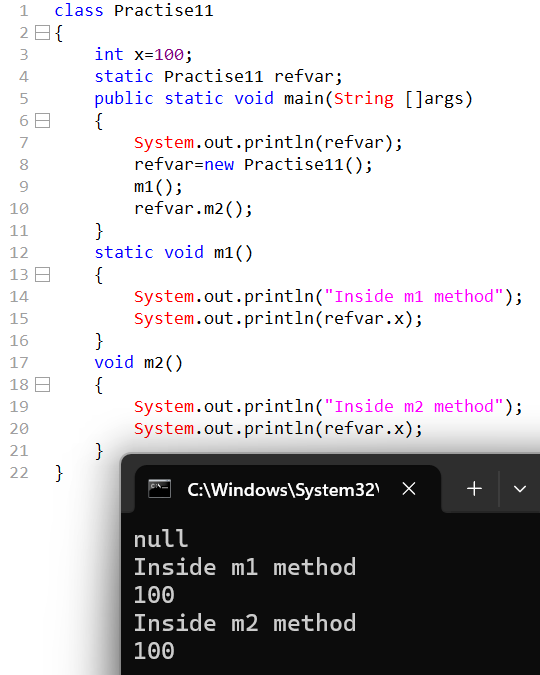 1 class Practise11
2 {
3 int x=100;
4 static Practise11 refvar;
5 public static void main(String []args)
6 {
7 System.out.println(refvar);
8 refvar=new Practise11();
9 m1();
10 refvar.m2();
11 }
12 static void m1()
13 {
14 System.out.println("Inside m1 method");
15 System.out.println(refvar.x);
16 }
17 void m2()
18 {
19 System.out.println("Inside m2 method");
20 System.out.println(refvar.x);
21 }
22 }
C:\Windows\System32\
null
Inside m1 method
100
Inside m2 method
100